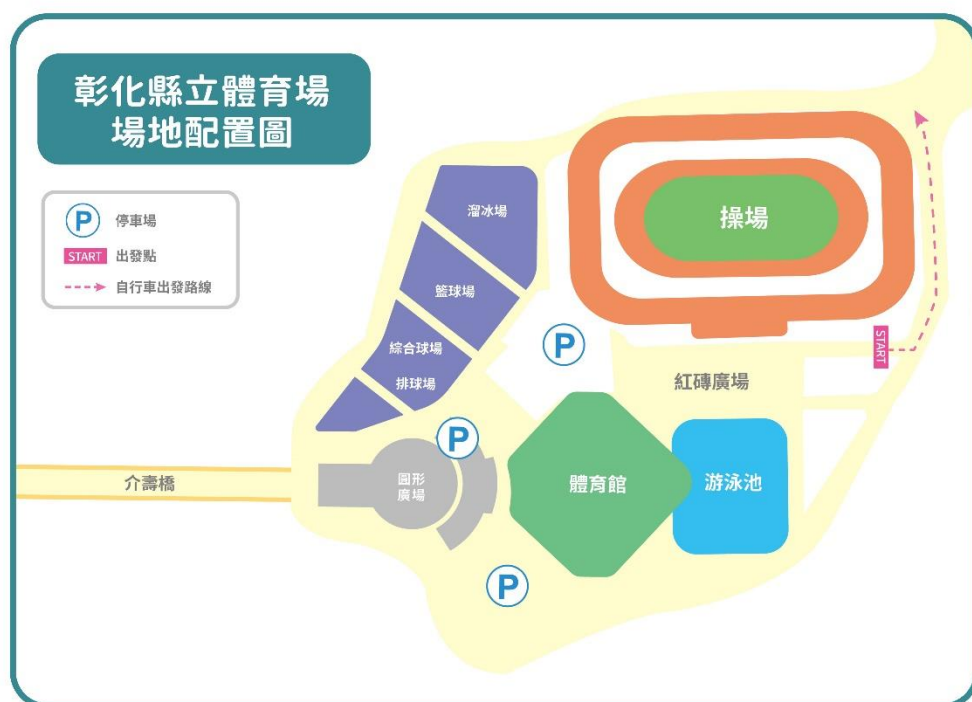 彰化縣立體育場
場地配置圖
P 停車場
START 出發點
自行車出發路線
溜冰場
操場
籃球場
綜合球場
P
START
排球場
紅磚廣場
P
圓形
廣場
介壽橋
體育館
游泳池
P